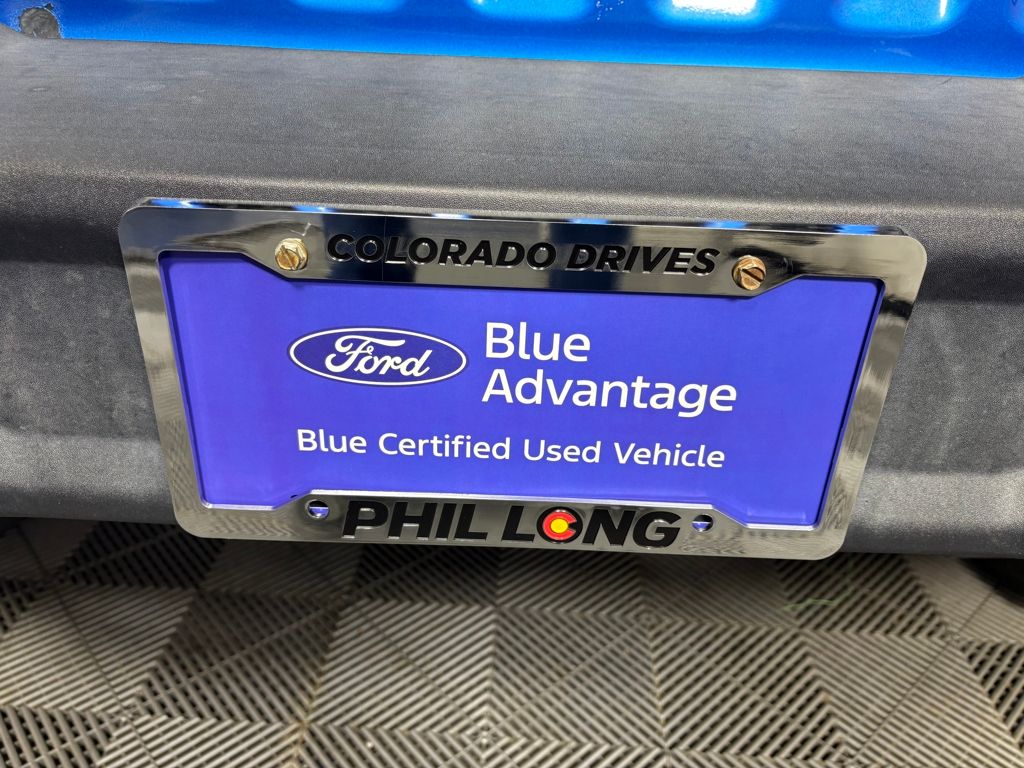 COLORADO DRIVES
Ford
Blue
Advantage
Blue Certified Used Vehicle
PHIL LONG